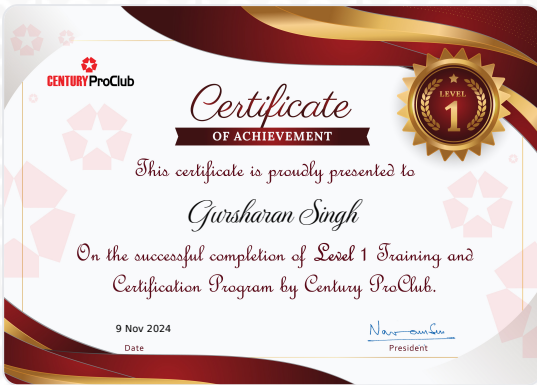 CENTURY ProClub
LEVEL
1
Certificate
OF ACHIEVEMENT
This certificate is proudly presented to
Gursharan Singh
On the successful completion of Level 1 Training and
Certification Program by Century ProClub.
9 Nov 2024
Date
President